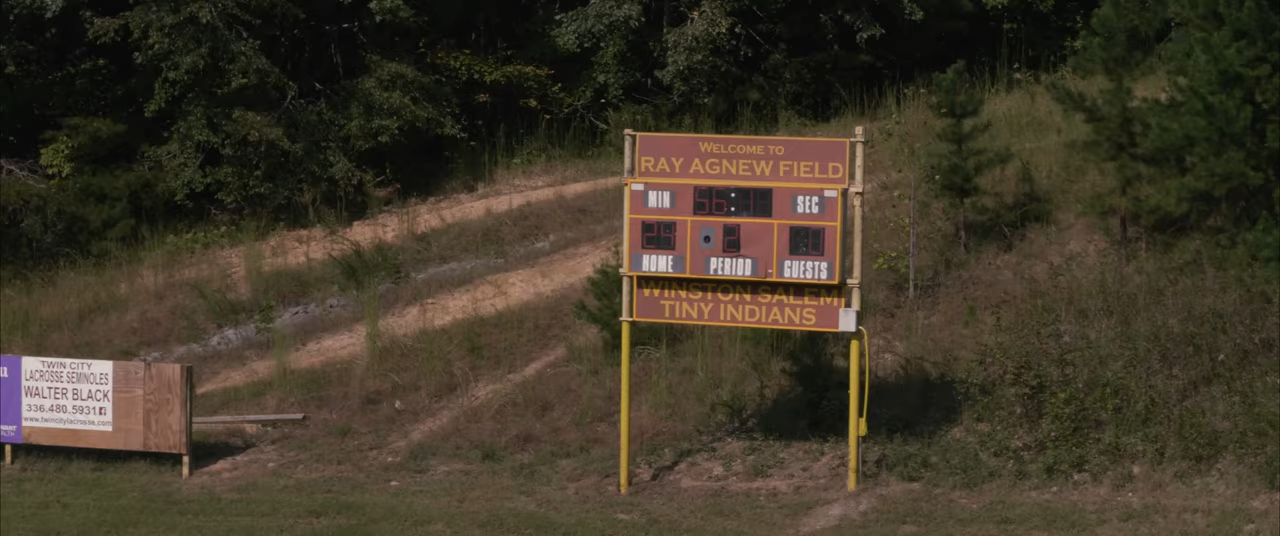 WELCOME TO
RAY AGNEW FIELD
MIN
SEC
HOME
PERIOD
GUESTS
WINSTON SALEM
TINY INDIANS
TWIN CITY
LACROSSE SEMINOLES
WALTER BLACK
336.480.5931
www.twincitylacrosse.com